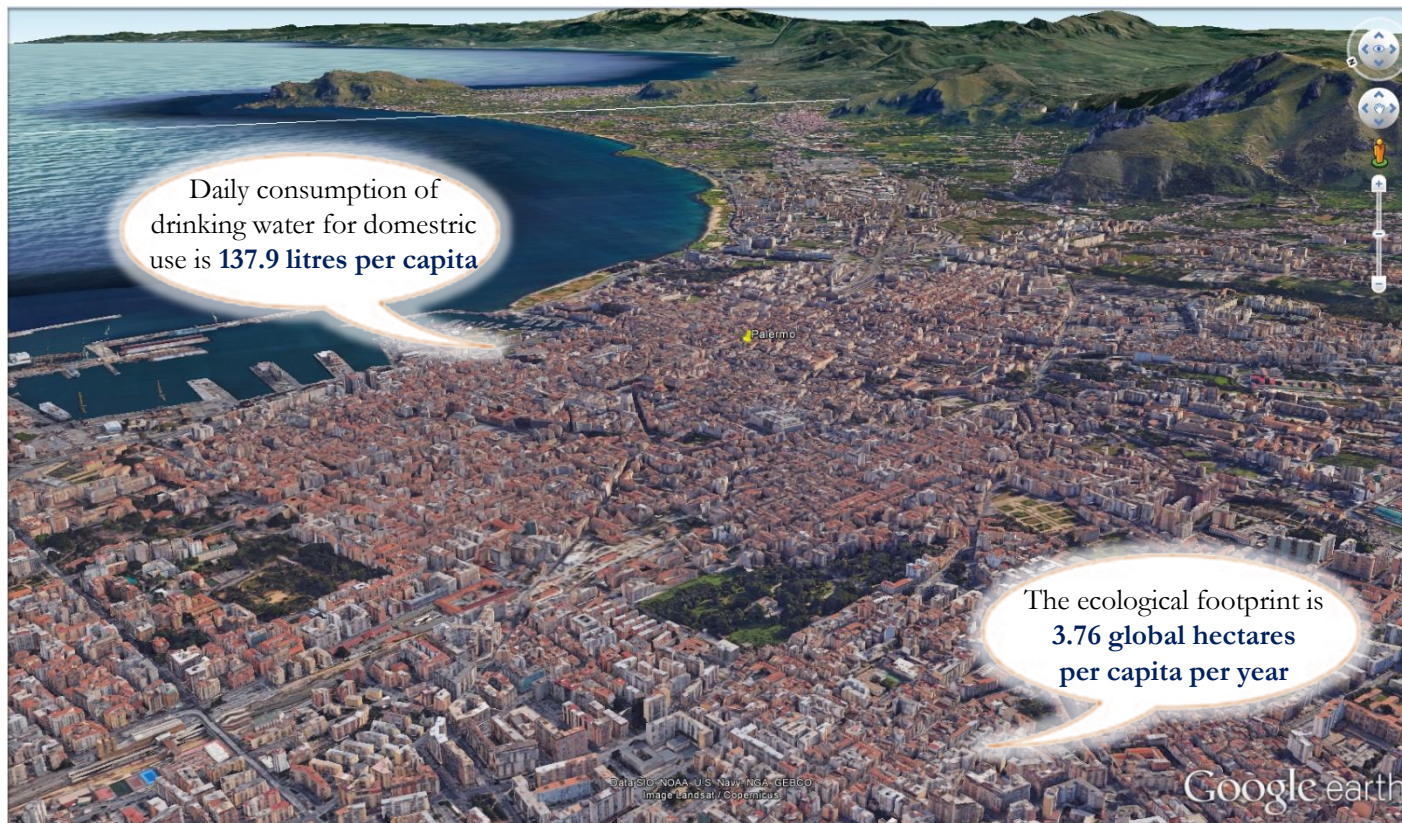 Daily consumption of
drinking water for domestric
use is 137.9 litres per capita
Palermo
The ecological footprint is
3.76 global hectares
per capita per year
Data SIO, NOAA, U.S. Navy, NGA, GEBCO
Image Landsat / Copernicus
Google earth